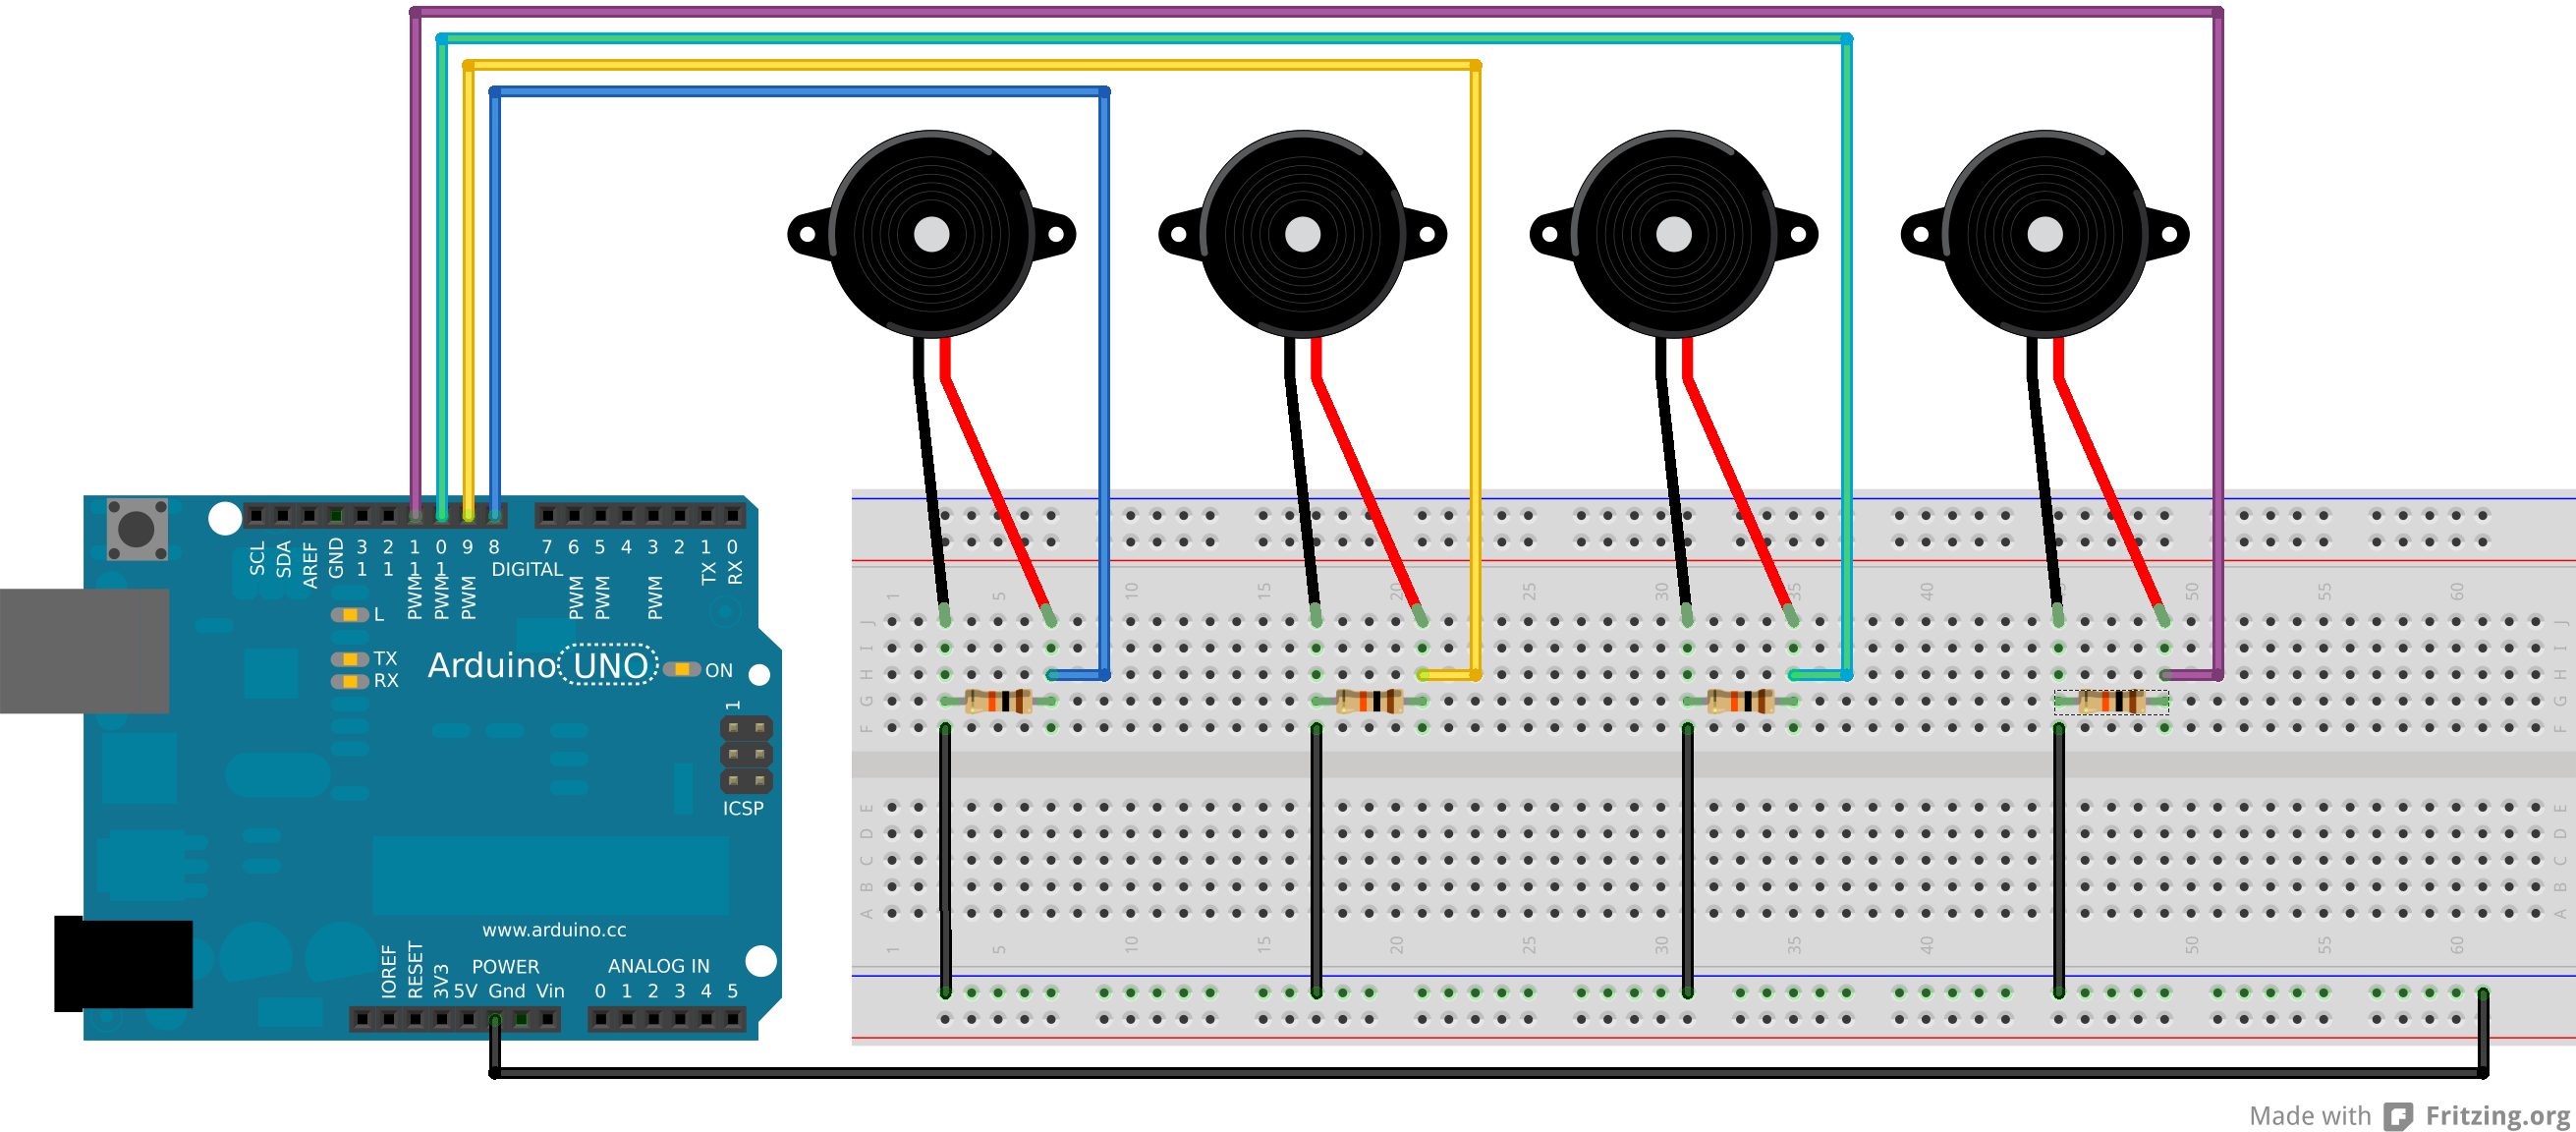 SCL SDA AREF GND 13 12 11 10 9 8 7 6 5 4 3 2 1 0
PWM PWM PWM DIGITAL PWM PWM PWM TX RX
L
TX
RX
Arduino UNO ON
1
ICSP
www.arduino.cc
POWER ANALOG IN
IOREF RESET 3V3 5V Gnd Vin 0 1 2 3 4 5
1 5 10 15 20 25 30 35 40 50 55 60
J J
I I
H H
G G
F F
E E
D D
C C
B B
A A
1 5 10 15 20 25 30 35 40 50 55 60
Made with Fritzing.org